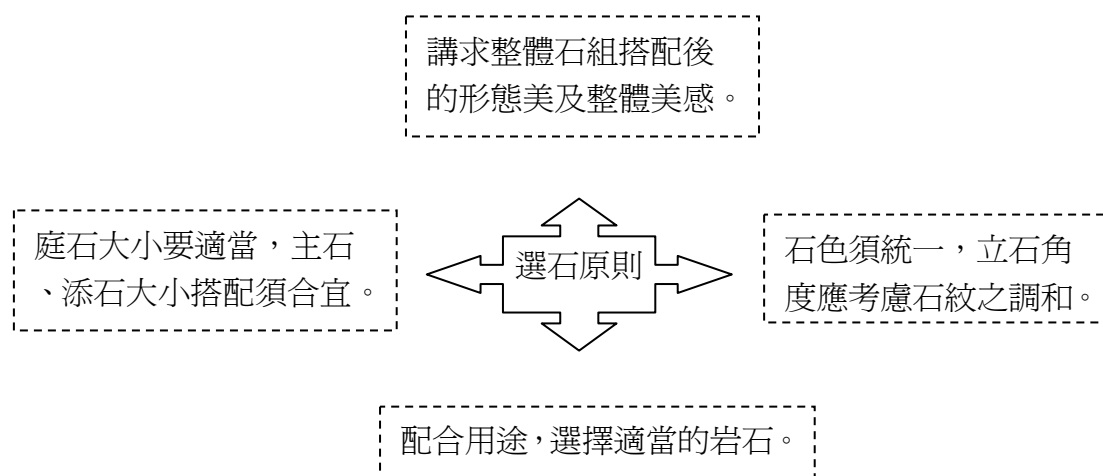 講求整體石組搭配後
的形態美及整體美感。
庭石大小要適當，主石
、添石大小搭配須合宜。
選石原則
石色須統一，立石角
度應考慮石紋之調和。
配合用途，選擇適當的岩石。